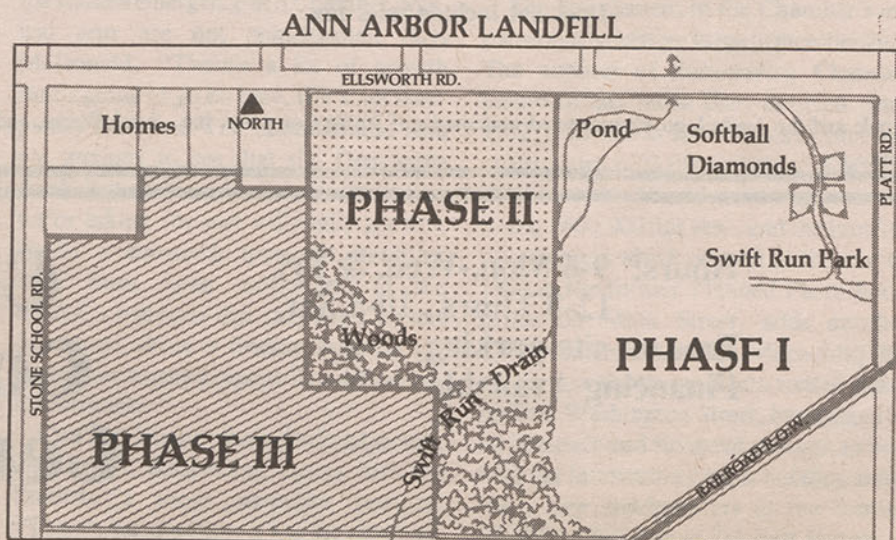 ANN ARBOR LANDFILL
ELLSWORTH RD.
Homes
NORTH
Pond
Softball
Diamonds
PLATT RD.
PHASE II
Swift Run Park
STONE SCHOOL RD.
Woods
PHASE I
Swift Run Drain
PHASE III
RAILROAD R.O.W.